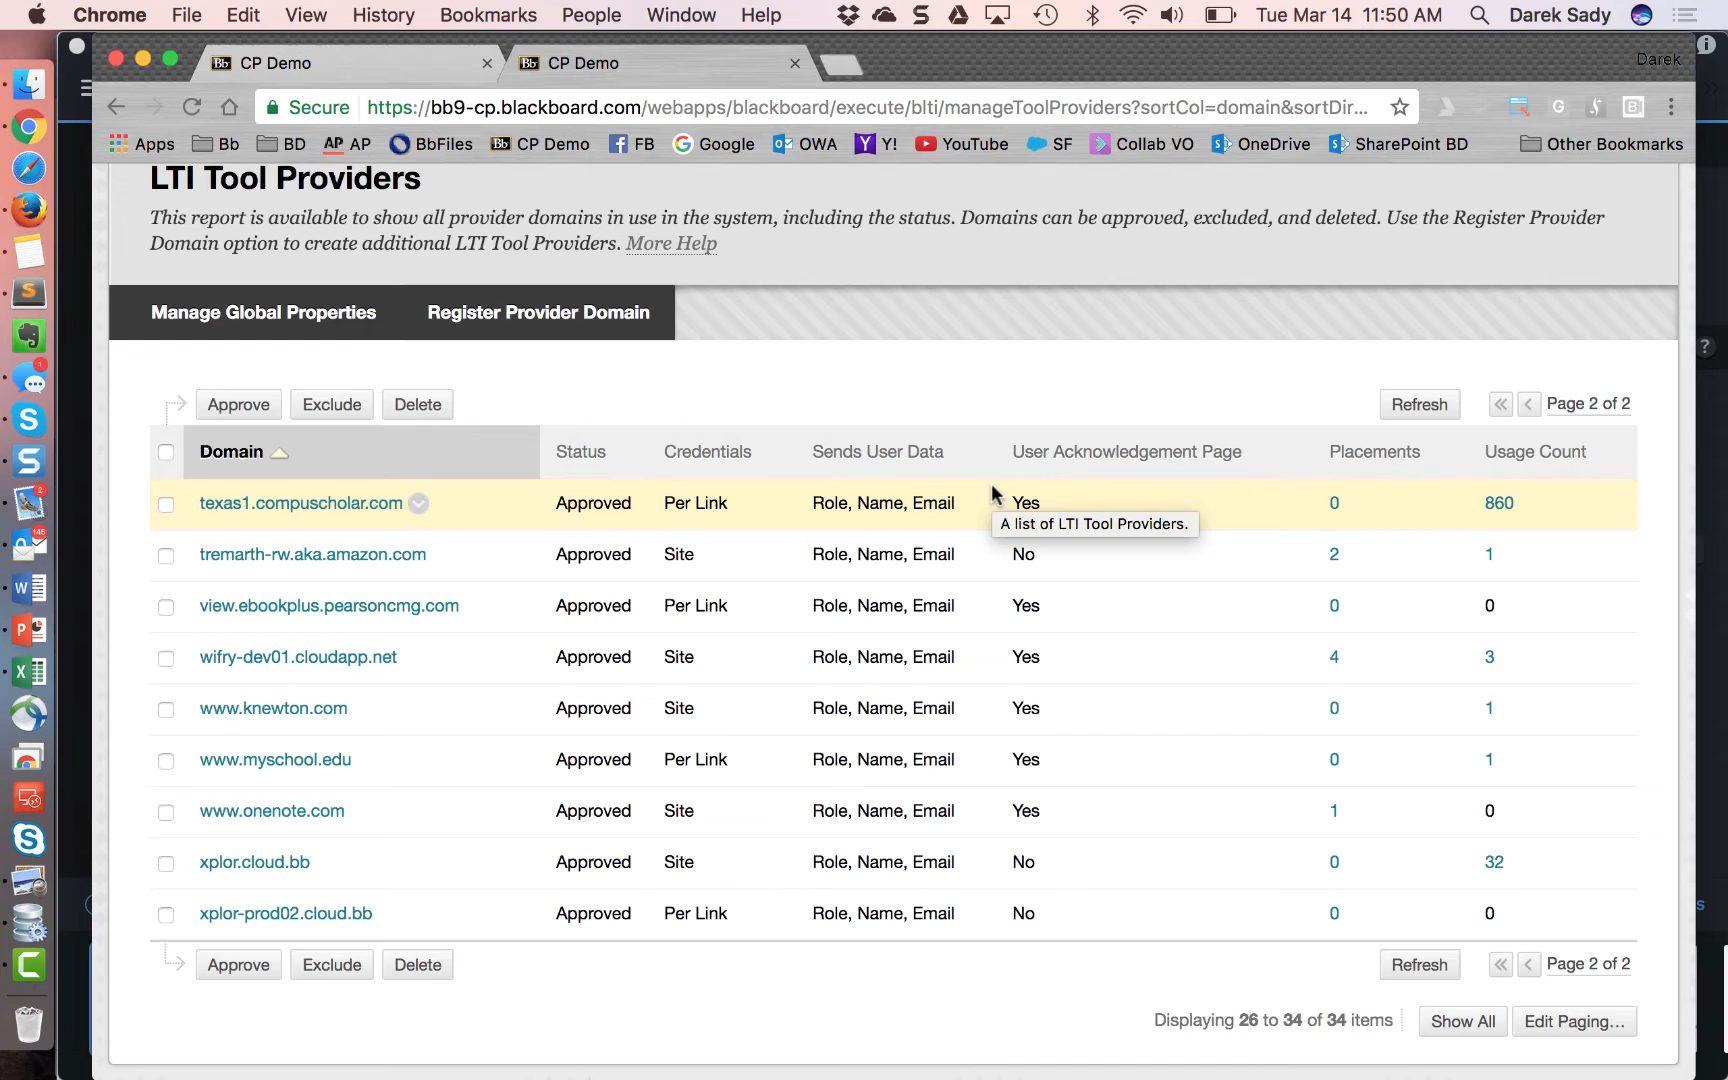 Chrome File Edit View History Bookmarks People Window Help Tue Mar 14 11:50 AM Darek Sady
CP Demo CP Demo Darek
Secure https://bb9-cp.blackboard.com/webapps/blackboard/execute/blti/manageToolProviders?sortCol=domain&sortDir...
Apps Bb BD AP AP BbFiles Bb CP Demo FB Google OWA Y! YouTube SF Collab VO OneDrive SharePoint BD Other Bookmarks
LTI Tool Providers
This report is available to show all provider domains in use in the system, including the status. Domains can be approved, excluded, and deleted. Use the Register Provider
Domain option to create additional LTI Tool Providers. More Help
Manage Global Properties Register Provider Domain
Approve Exclude Delete Refresh Page 2 of 2
Domain Status Credentials Sends User Data User Acknowledgement Page Placements Usage Count
texas1.compuscholar.com Approved Per Link Role, Name, Email Yes 0 860
A list of LTI Tool Providers.
tremarth-rw.aka.amazon.com Approved Site Role, Name, Email No 2 1
view.ebookplus.pearsoncmg.com Approved Per Link Role, Name, Email Yes 0 0
wifry-dev01.cloudapp.net Approved Site Role, Name, Email Yes 4 3
www.knewton.com Approved Site Role, Name, Email Yes 0 1
www.myschool.edu Approved Per Link Role, Name, Email Yes 0 1
www.onenote.com Approved Site Role, Name, Email Yes 1 0
xplor.cloud.bb Approved Site Role, Name, Email No 0 32
xplor-prod02.cloud.bb Approved Per Link Role, Name, Email No 0 0
Approve Exclude Delete Refresh Page 2 of 2
Displaying 26 to 34 of 34 items Show All Edit Paging...